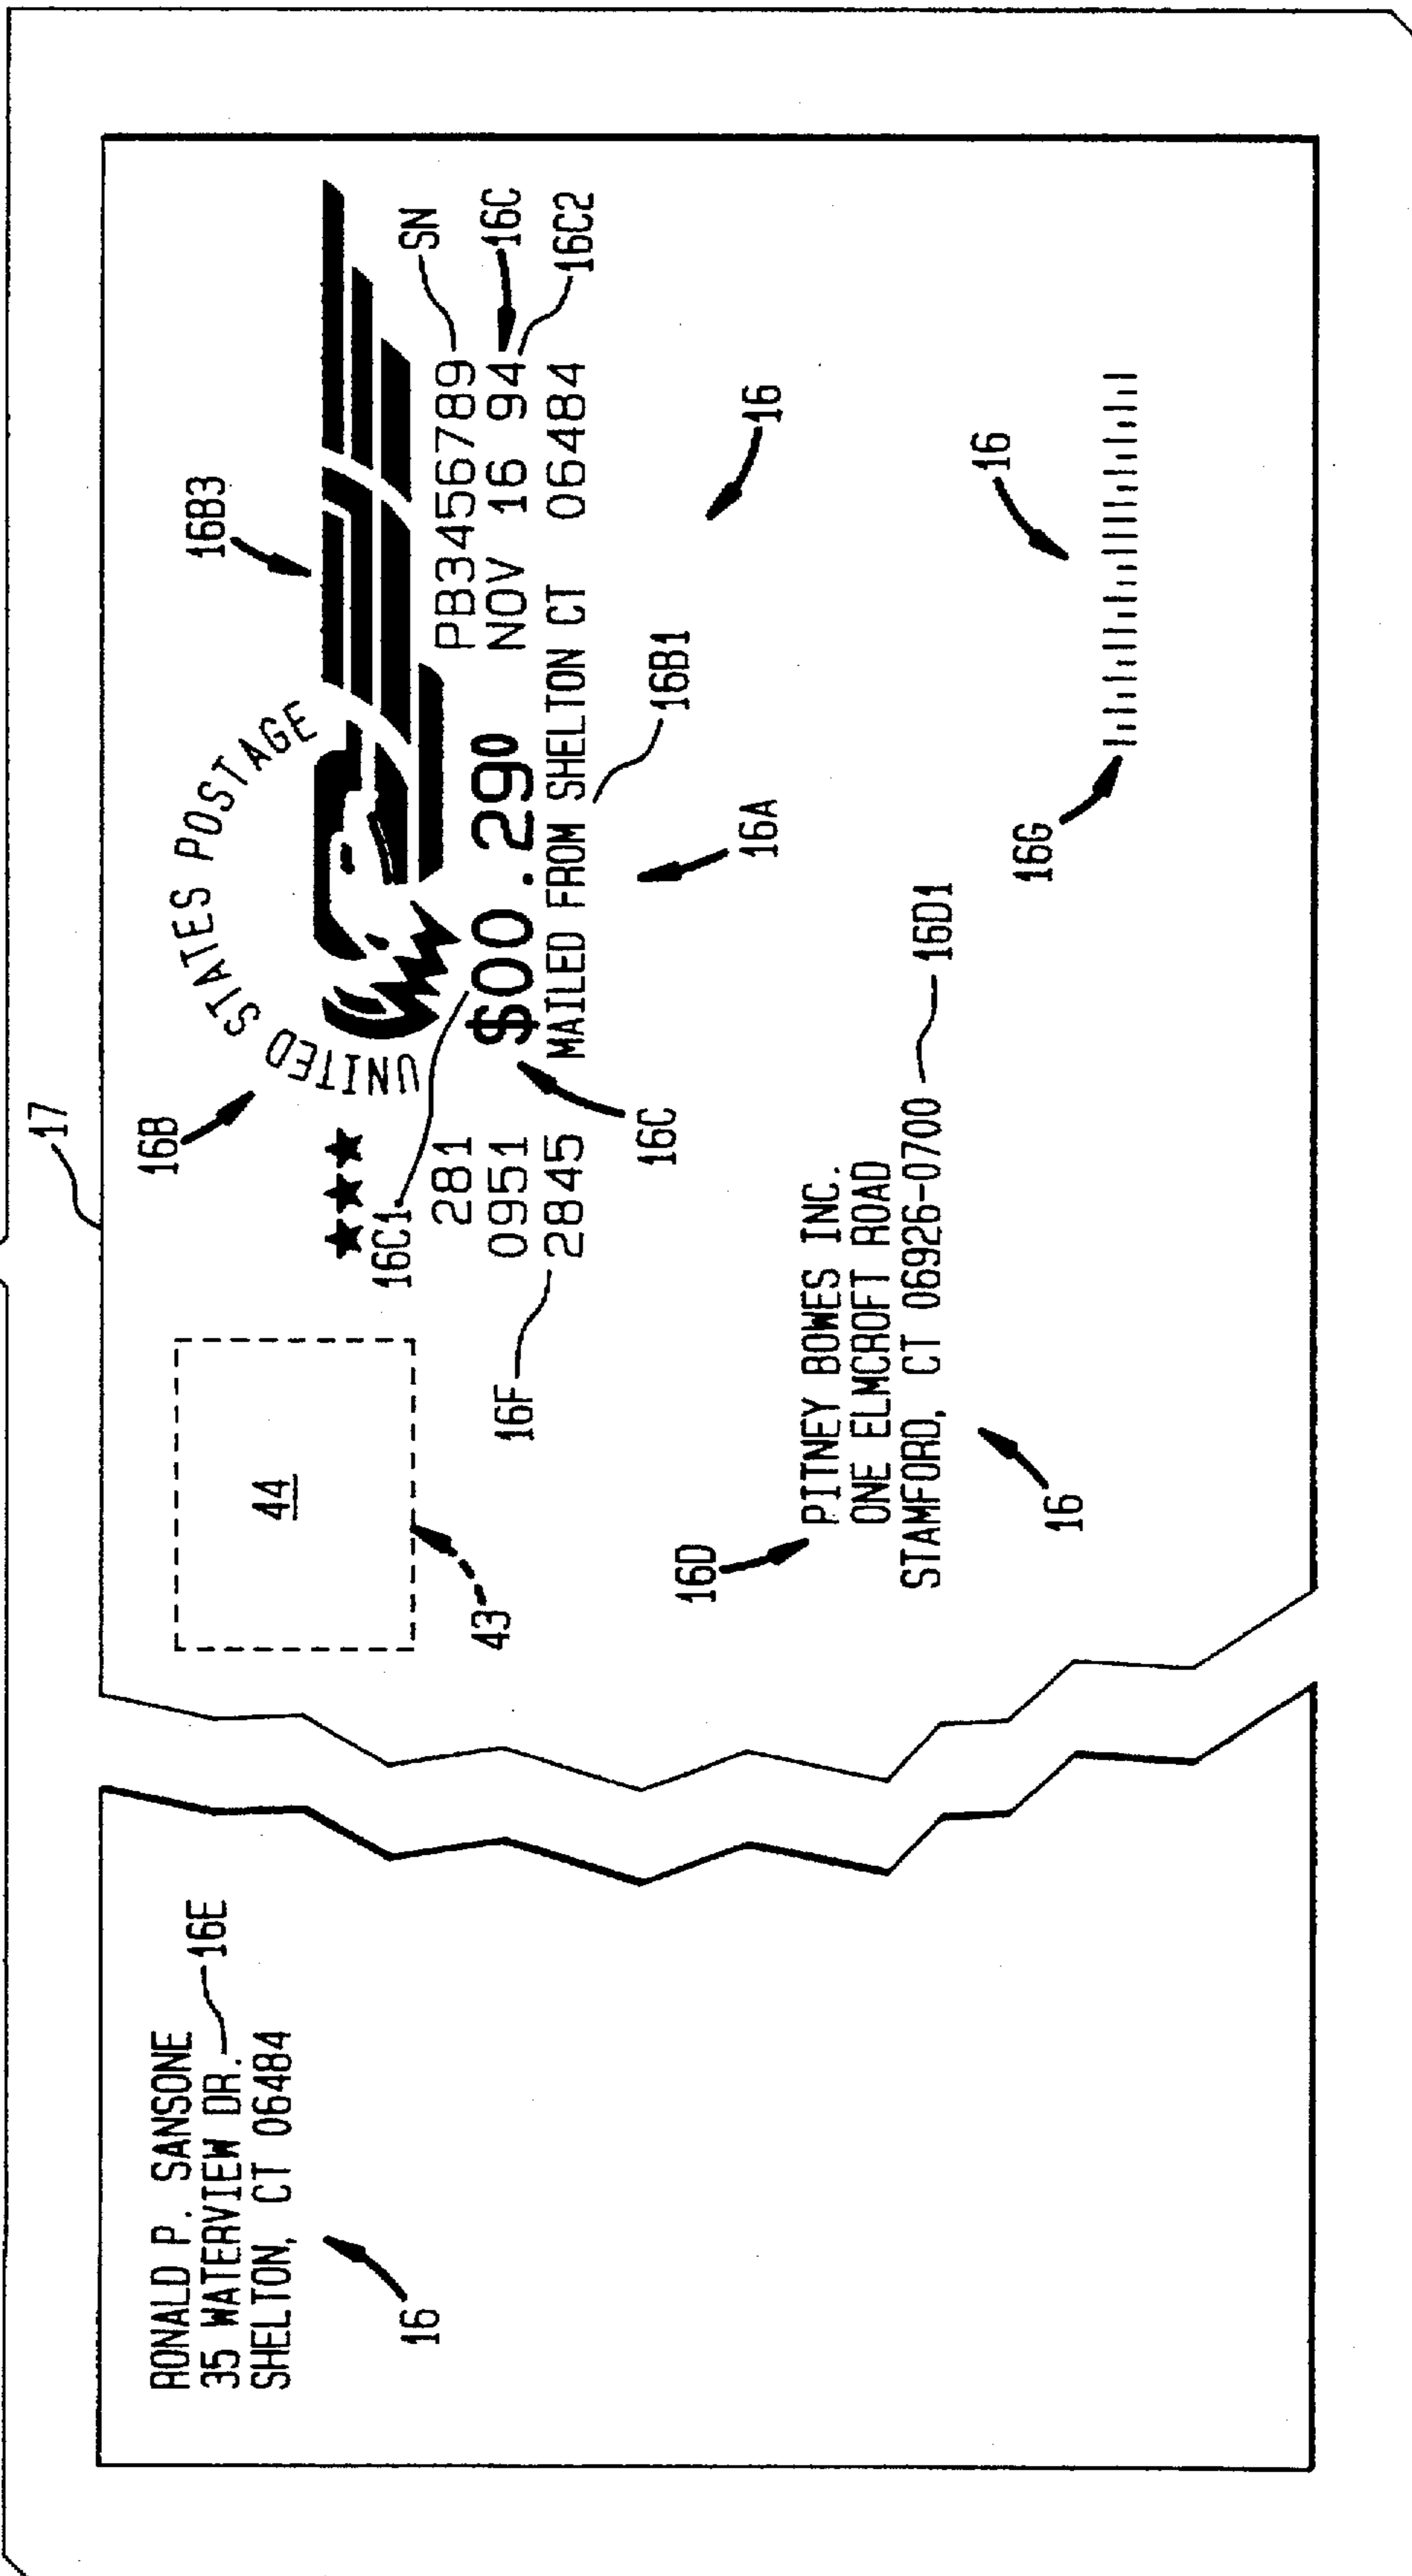 17
RONALD P. SANSONE
35 WATERVIEW DR.
SHELTON, CT 06484
16E
16
44
43
16B
UNITED STATES POSTAGE
16B3
★★★
16C1
281
0951
2845
16F
$00.290
PB3456789
SN
NOV 16 94
16C
16C2
MAILED FROM SHELTON CT 06484
16C
16B1
16A
16
16D
PITNEY BOWES INC.
ONE ELMCROFT ROAD
STAMFORD, CT 06926-0700
16D1
16
16G
16